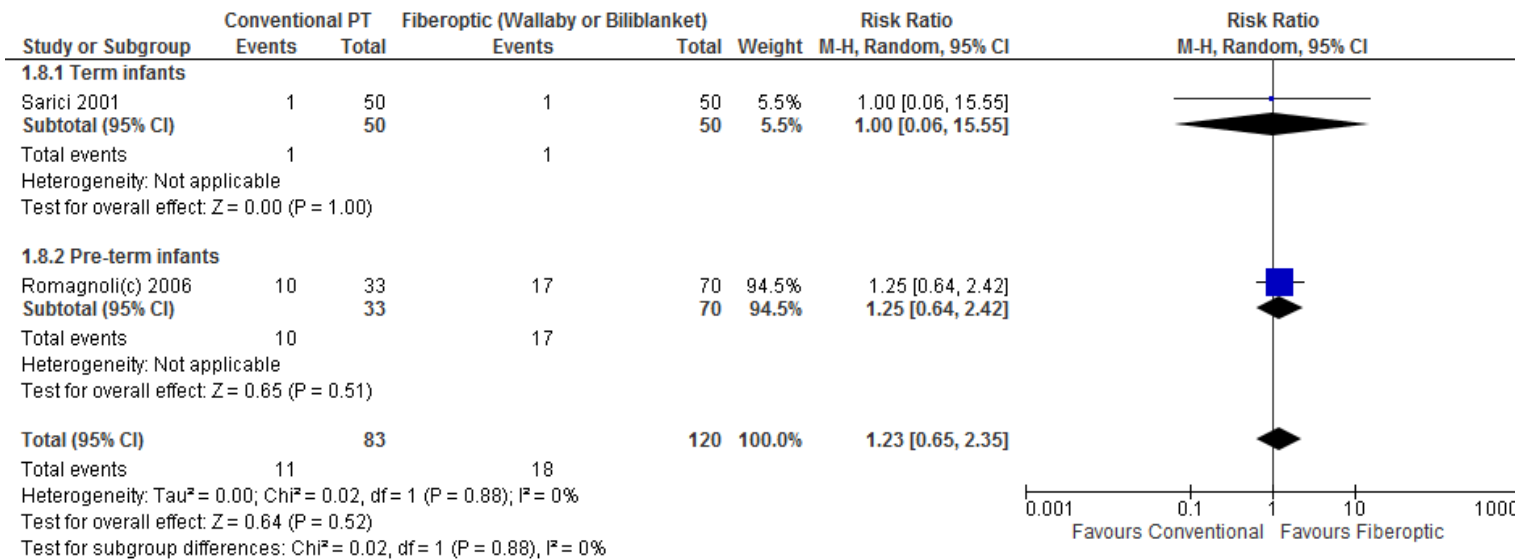 Conventional PT Fiberoptic (Wallaby or Biliblanket) Risk Ratio Risk Ratio
Study or Subgroup Events Total Events Total Weight M-H, Random, 95% CI M-H, Random, 95% CI
1.8.1 Term infants
Sarici 2001 1 50 1 50 5.5% 1.00 [0.06, 15.55]
Subtotal (95% CI) 50 50 5.5% 1.00 [0.06, 15.55]
Total events 1 1
Heterogeneity: Not applicable
Test for overall effect: Z = 0.00 (P = 1.00)
1.8.2 Pre-term infants
Romagnoli(c) 2006 10 33 17 70 94.5% 1.25 [0.64, 2.42]
Subtotal (95% CI) 33 70 94.5% 1.25 [0.64, 2.42]
Total events 10 17
Heterogeneity: Not applicable
Test for overall effect: Z = 0.65 (P = 0.51)
Total (95% CI) 83 120 100.0% 1.23 [0.65, 2.35]
Total events 11 18
Heterogeneity: Tau² = 0.00; Chi² = 0.02, df = 1 (P = 0.88); I² = 0%
Test for overall effect: Z = 0.64 (P = 0.52)
Test for subgroup differences: Chi² = 0.02, df = 1 (P = 0.88), I² = 0%
0.001 0.1 1 10 1000
Favours Conventional Favours Fiberoptic